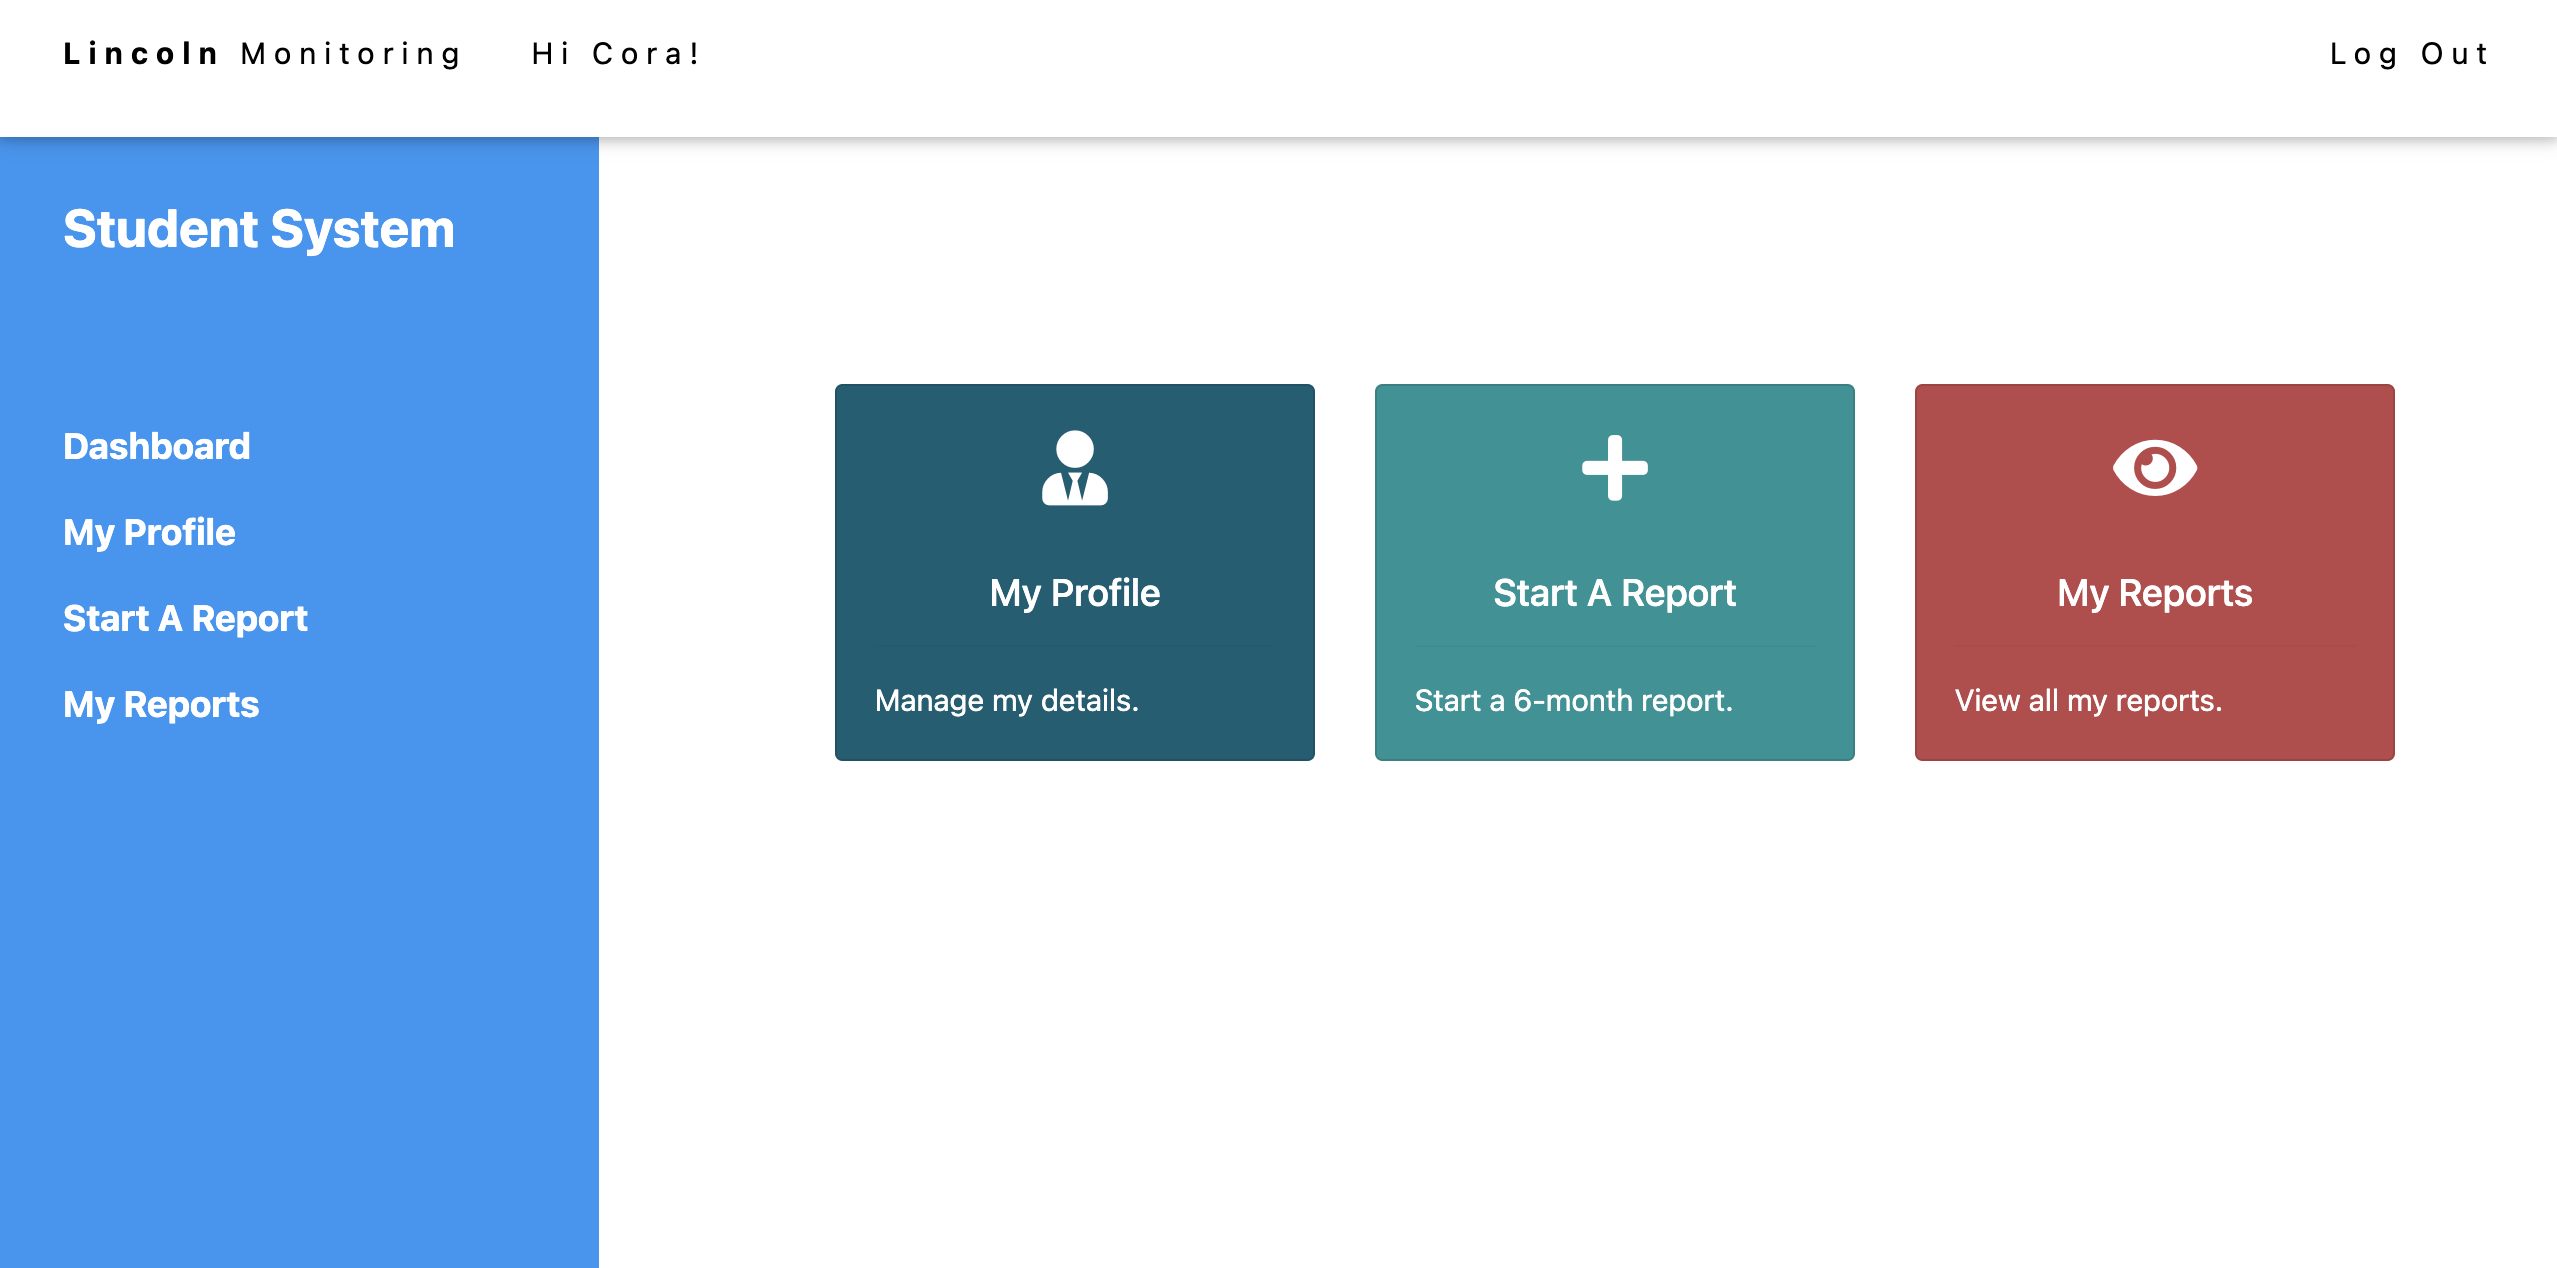 Lincoln Monitoring Hi Cora! Log Out
Student System
Dashboard
My Profile
Start A Report
My Reports
My Profile
Manage my details.
Start A Report
Start a 6-month report.
My Reports
View all my reports.